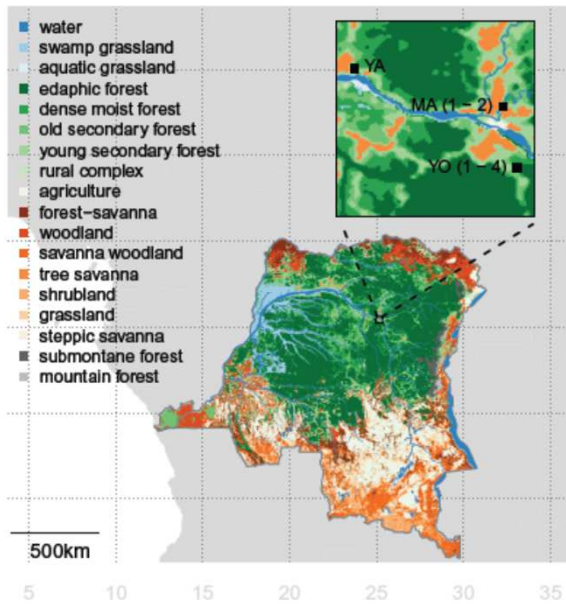 water
swamp grassland
aquatic grassland
edaphic forest
dense moist forest
old secondary forest
young secondary forest
rural complex
agriculture
forest−savanna
woodland
savanna woodland
tree savanna
shrubland
grassland
steppic savanna
submontane forest
mountain forest
YA
MA (1 − 2)
YO (1 − 4)
500km
5 10 15 20 25 30 35